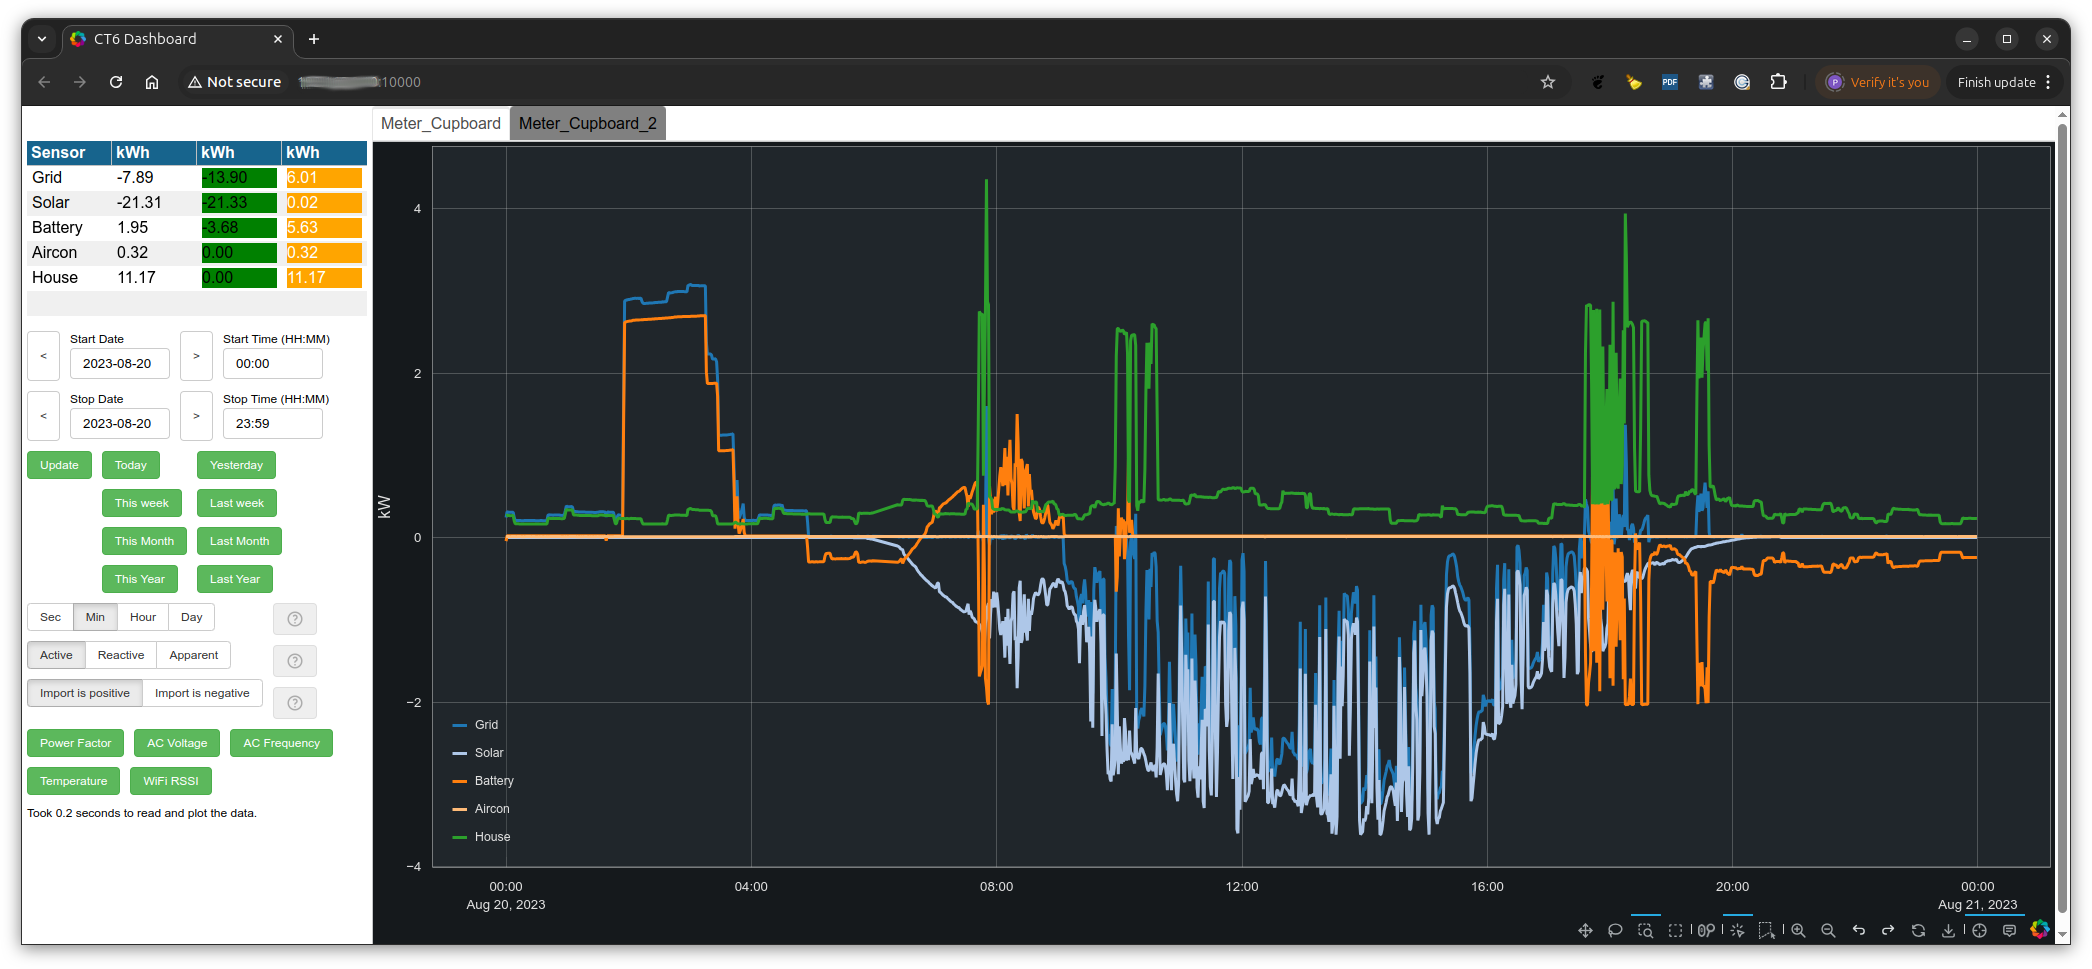 CT6 Dashboard
Not secure
:10000
Verify it's you
Finish update
Meter_Cupboard
Meter_Cupboard_2
Sensor kWh kWh kWh
Grid -7.89 -13.90 6.01
Solar -21.31 -21.33 0.02
Battery 1.95 -3.68 5.63
Aircon 0.32 0.00 0.32
House 11.17 0.00 11.17
Start Date Start Time (HH:MM)
< 2023-08-20 > 00:00
Stop Date Stop Time (HH:MM)
< 2023-08-20 > 23:59
Update Today Yesterday
This week Last week
This Month Last Month
This Year Last Year
Sec Min Hour Day
Active Reactive Apparent
Import is positive Import is negative
Power Factor AC Voltage AC Frequency
Temperature WiFi RSSI
Took 0.2 seconds to read and plot the data.
kW
4
2
0
−2
−4
Grid
Solar
Battery
Aircon
House
00:00 04:00 08:00 12:00 16:00 20:00 00:00
Aug 20, 2023 Aug 21, 2023
PDF
P